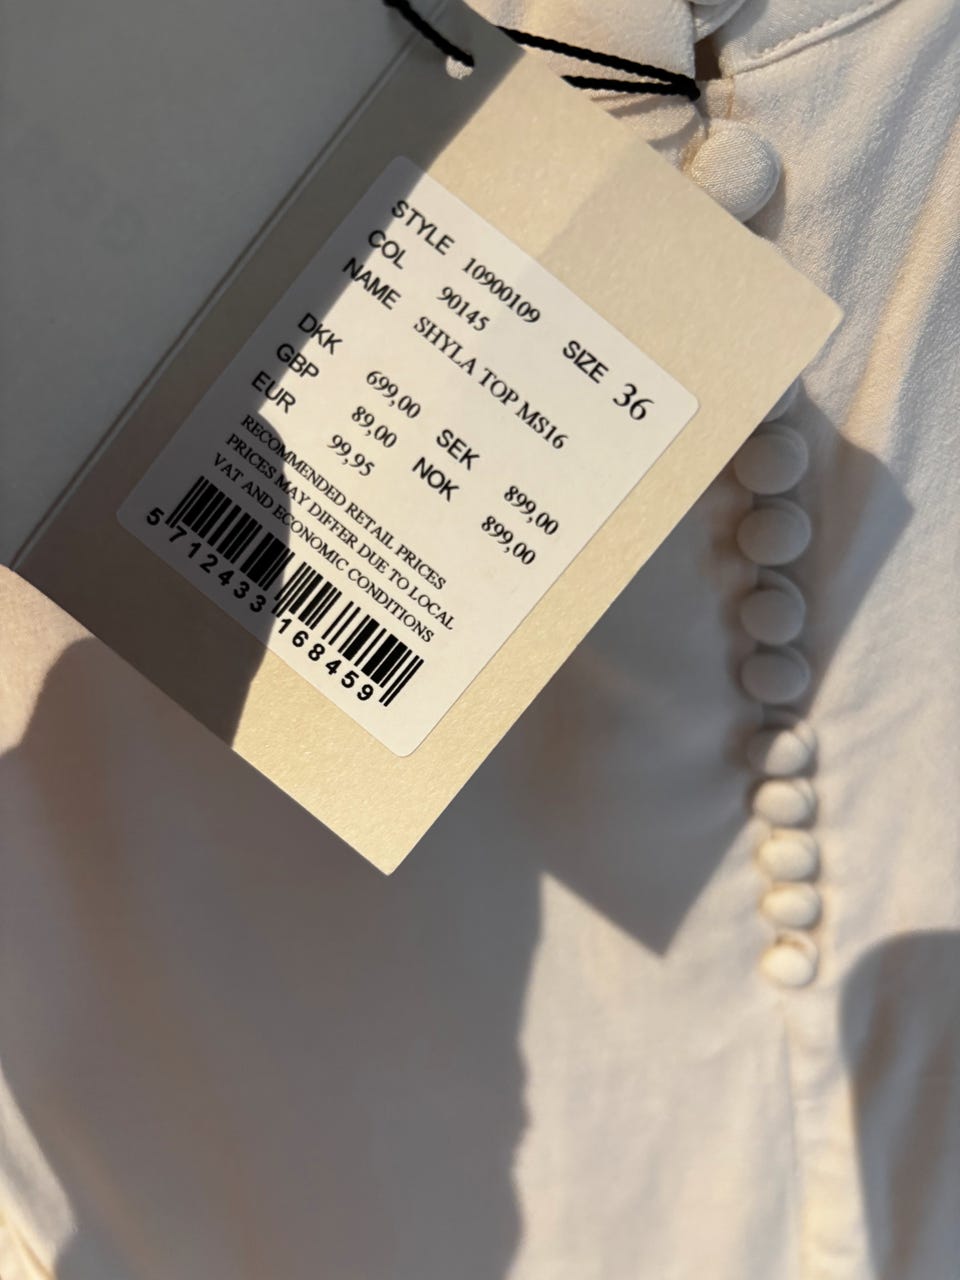 STYLE 10900109 SIZE 36
COL 90145
NAME SHYLA TOP MS16
DKK 699,00 SEK 899,00
GBP 89,00 NOK 899,00
EUR 99,95
RECOMMENDED RETAIL PRICES
PRICES MAY DIFFER DUE TO LOCAL
VAT AND ECONOMIC CONDITIONS
5 712433 168459